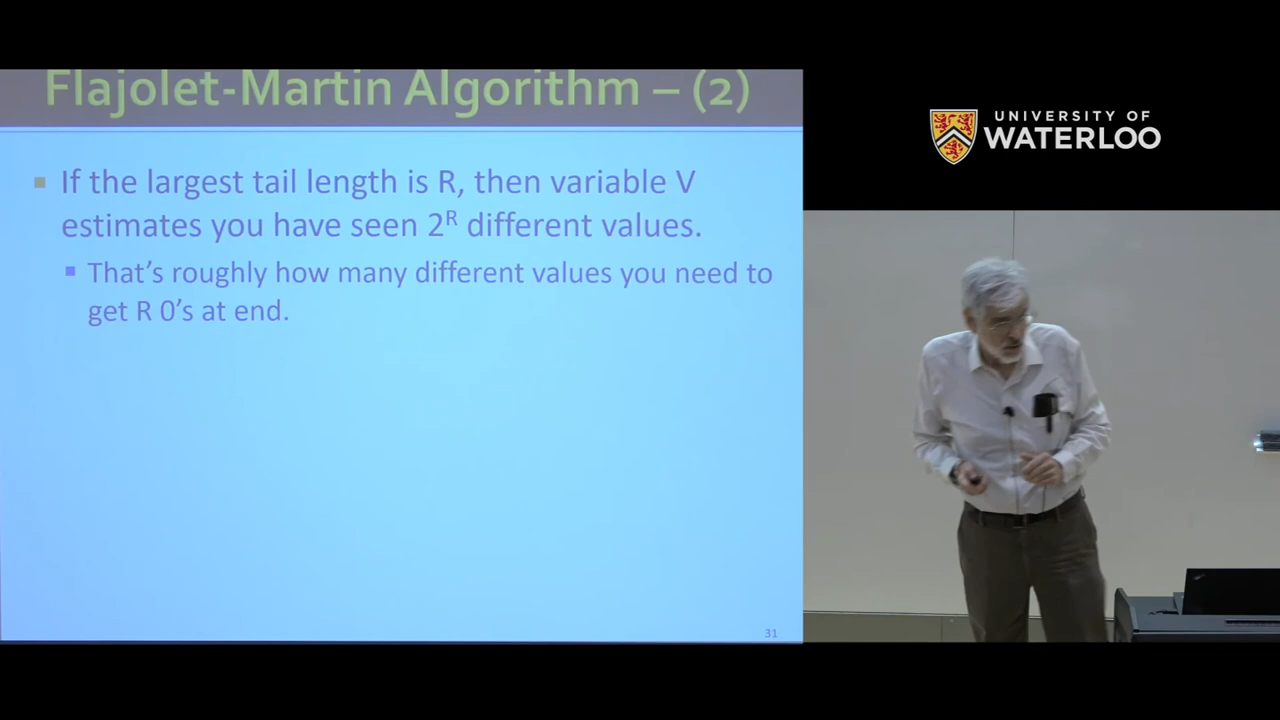 Flajolet-Martin Algorithm – (2)
If the largest tail length is R, then variable V
estimates you have seen 2ᴿ different values.
That's roughly how many different values you need to
get R 0's at end.
31
UNIVERSITY OF
WATERLOO